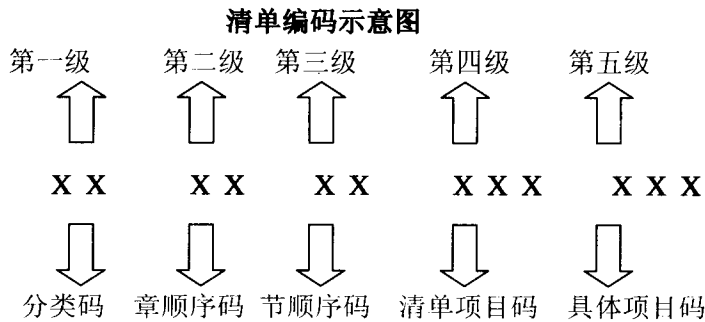 清单编码示意图
第一级 第二级 第三级 第四级 第五级
X X X X X X X X X X X X
分类码 章顺序码 节顺序码 清单项目码 具体项目码